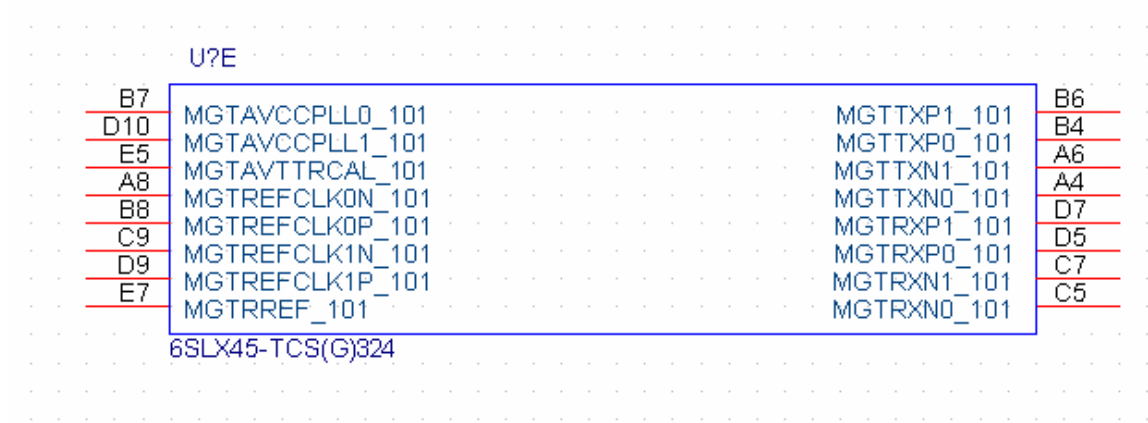 U?E
B7 MGTAVCCPLL0_101 MGTTXP1_101 B6
D10 MGTAVCCPLL1_101 MGTTXP0_101 B4
E5 MGTAVTTRCAL_101 MGTTXN1_101 A6
A8 MGTREFCLK0N_101 MGTTXN0_101 A4
B8 MGTREFCLK0P_101 MGTRXP1_101 D7
C9 MGTREFCLK1N_101 MGTRXP0_101 D5
D9 MGTREFCLK1P_101 MGTRXN1_101 C7
E7 MGTRREF_101 MGTRXN0_101 C5
6SLX45-TCS(G)324